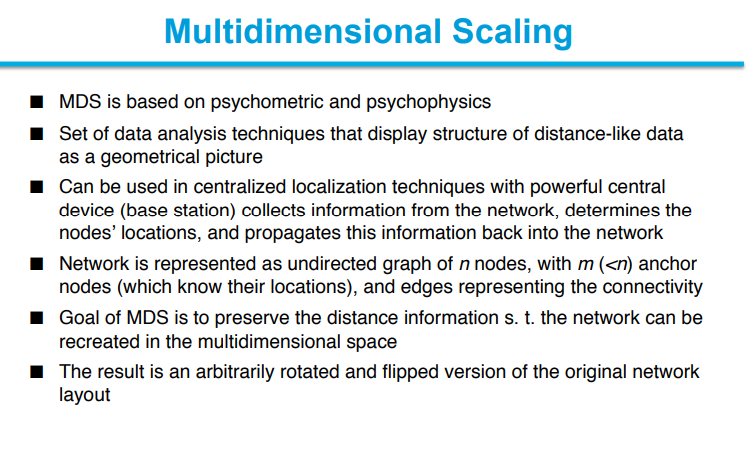 Multidimensional Scaling
■ MDS is based on psychometric and psychophysics
■ Set of data analysis techniques that display structure of distance-like data
as a geometrical picture
■ Can be used in centralized localization techniques with powerful central
device (base station) collects information from the network, determines the
nodes’ locations, and propagates this information back into the network
■ Network is represented as undirected graph of n nodes, with m (<n) anchor
nodes (which know their locations), and edges representing the connectivity
■ Goal of MDS is to preserve the distance information s. t. the network can be
recreated in the multidimensional space
■ The result is an arbitrarily rotated and flipped version of the original network
layout